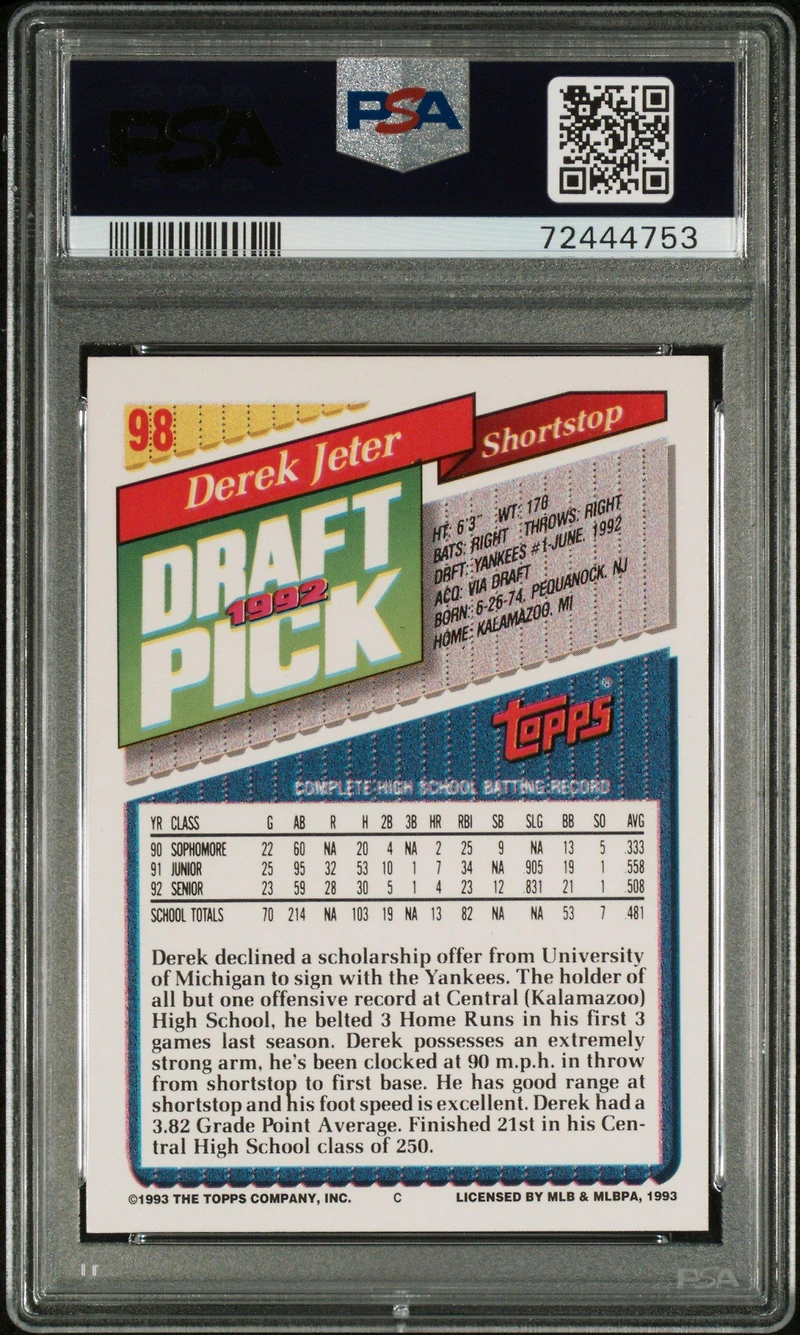 PSA
PSA
72444753
98
Derek Jeter
Shortstop
DRAFT
1992
PICK
HT: 6'3" WT: 178
BATS: RIGHT THROWS: RIGHT
DRFT: YANKEES #1-JUNE, 1992
ACQ: VIA DRAFT
BORN: 6-26-74, PEQUANOCK, NJ
HOME: KALAMAZOO, MI
topps®
COMPLETE HIGH SCHOOL BATTING RECORD
YR CLASS G AB R H 2B 3B HR RBI SB SLG BB SO AVG
90 SOPHOMORE 22 60 NA 20 4 NA 2 25 9 NA 13 5 .333
91 JUNIOR 25 95 32 53 10 1 7 34 NA .905 19 1 .558
92 SENIOR 23 59 28 30 5 1 4 23 12 .831 21 1 .508
SCHOOL TOTALS 70 214 NA 103 19 NA 13 82 NA NA 53 7 .481
Derek declined a scholarship offer from University
of Michigan to sign with the Yankees. The holder of
all but one offensive record at Central (Kalamazoo)
High School, he belted 3 Home Runs in his first 3
games last season. Derek possesses an extremely
strong arm, he's been clocked at 90 m.p.h. in throw
from shortstop to first base. He has good range at
shortstop and his foot speed is excellent. Derek had a
3.82 Grade Point Average. Finished 21st in his Cen-
tral High School class of 250.
©1993 THE TOPPS COMPANY, INC. C LICENSED BY MLB & MLBPA, 1993
PSA